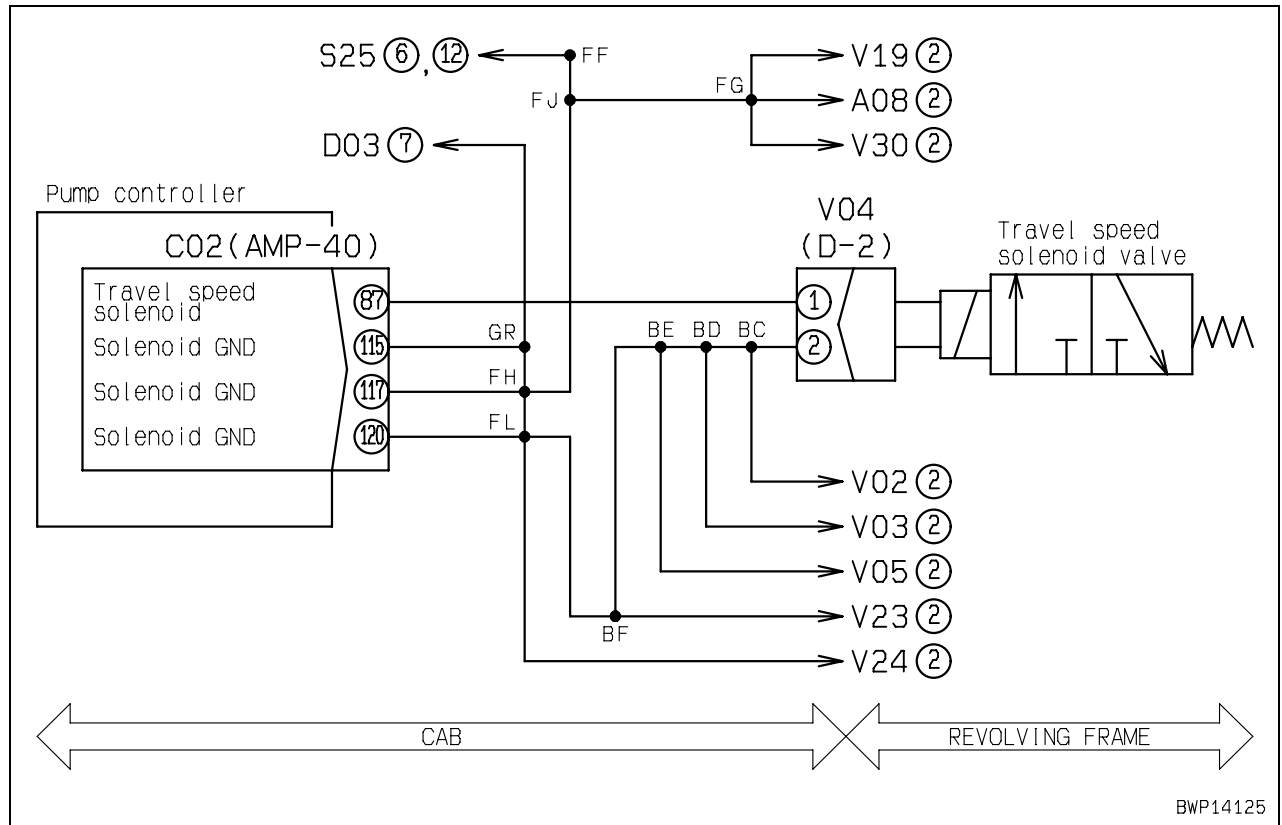 S25 ⑥, ⑫ FF
V19 ②
FJ FG A08 ②
D03 ⑦
V30 ②
Pump controller
C02(AMP-40)
V04
(D-2)
Travel speed
solenoid valve
Travel speed
solenoid
87
①
Solenoid GND
115
GR BE BD BC ②
Solenoid GND
117
FH
Solenoid GND
120
FL
V02 ②
V03 ②
V05 ②
V23 ②
BF
V24 ②
CAB
REVOLVING FRAME
BWP14125